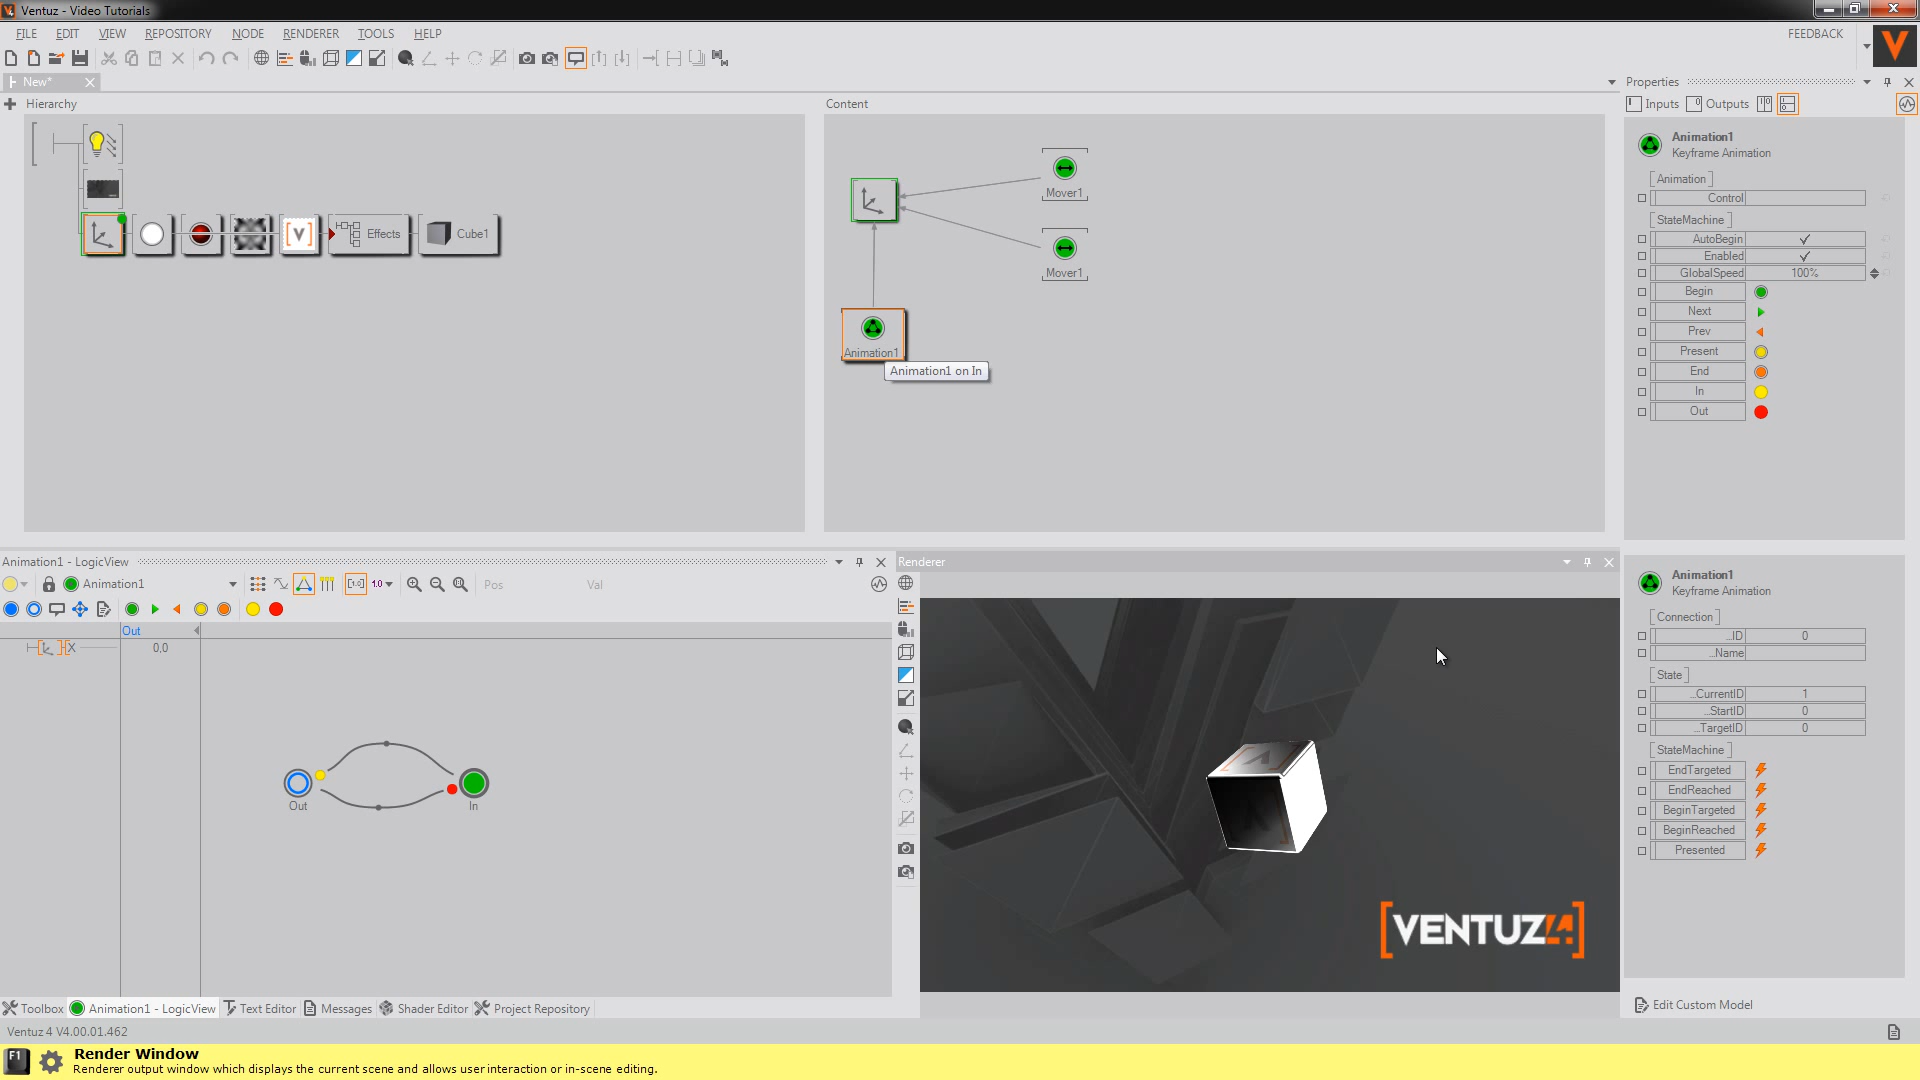 Ventuz - Video Tutorials
FILE EDIT VIEW REPOSITORY NODE RENDERER TOOLS HELP
FEEDBACK
New*
Hierarchy
Content
Properties
Inputs Outputs
Effects
Cube1
Mover1
Mover1
Animation1
Animation1 on In
Animation1
Keyframe Animation
Animation
Control
StateMachine
AutoBegin
Enabled
GlobalSpeed 100%
Begin
Next
Prev
Present
End
In
Out
Animation1 - LogicView
Animation1
[1.0] 1.0
Pos Val
Out
X 0,0
Out
In
Renderer
[VENTUZ4]
Animation1
Keyframe Animation
Connection
...ID 0
...Name
State
...CurrentID 1
...StartID 0
...TargetID 0
StateMachine
EndTargeted
EndReached
BeginTargeted
BeginReached
Presented
Edit Custom Model
Toolbox Animation1 - LogicView Text Editor Messages Shader Editor Project Repository
Ventuz 4 V4.00.01.462
F1
Render Window
Renderer output window which displays the current scene and allows user interaction or in-scene editing.